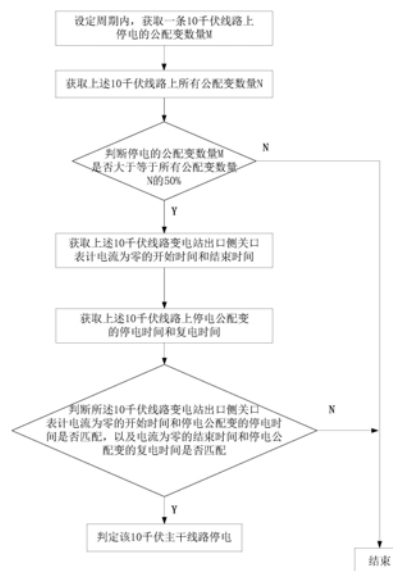 设定周期内，获取一条10千伏线路上
停电的公配变数量M
获取上述10千伏线路上所有公配变数量N
判断停电的公配变数量M
是否大于等于所有公配变数量
N的50%
N
Y
获取上述10千伏线路变电站出口侧关口
表计电流为零的开始时间和结束时间
获取上述10千伏线路上停电公配变
的停电时间和复电时间
判断所述10千伏线路变电站出口侧关口
表计电流为零的开始时间和停电公配变的停电时
间是否匹配，以及电流为零的结束时间和停电公
配变的复电时间是否匹配
N
Y
判定该10千伏主干线路停电
结束